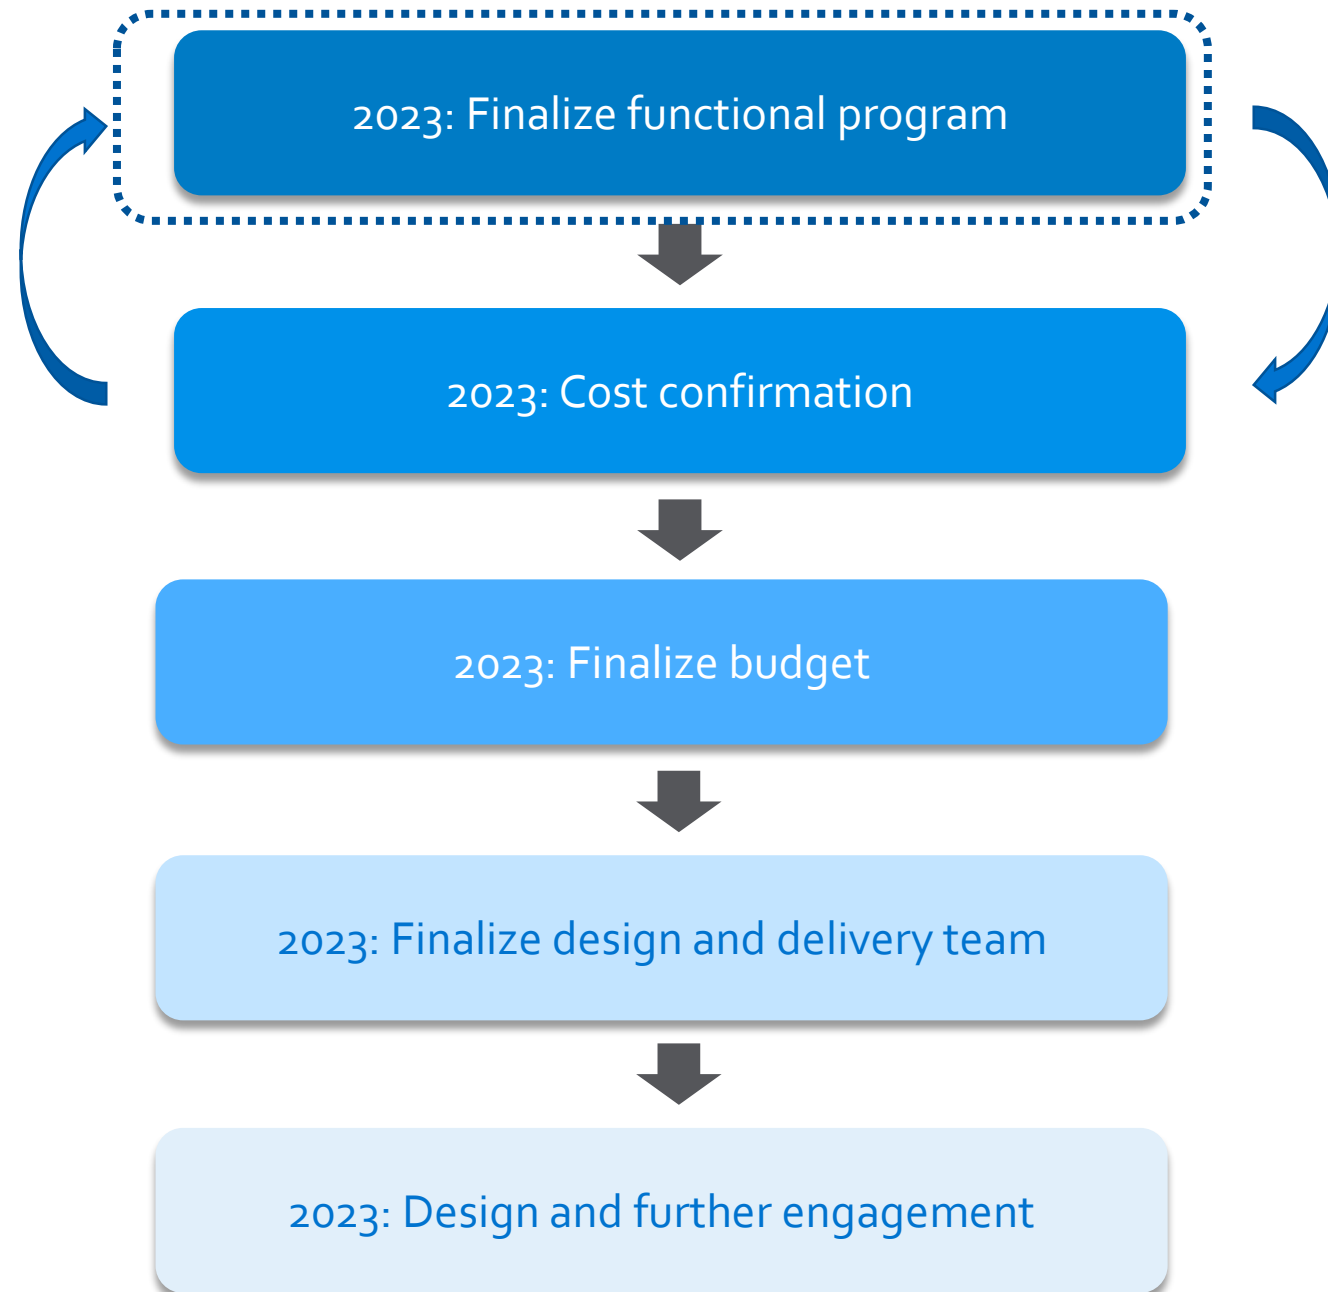 2023: Finalize functional program
2023: Cost confirmation
2023: Finalize budget
2023: Finalize design and delivery team
2023: Design and further engagement